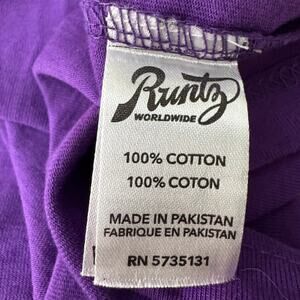 Runtz
WORLDWIDE
100% COTTON
100% COTON
MADE IN PAKISTAN
FABRIQUE EN PAKISTAN
RN 5735131